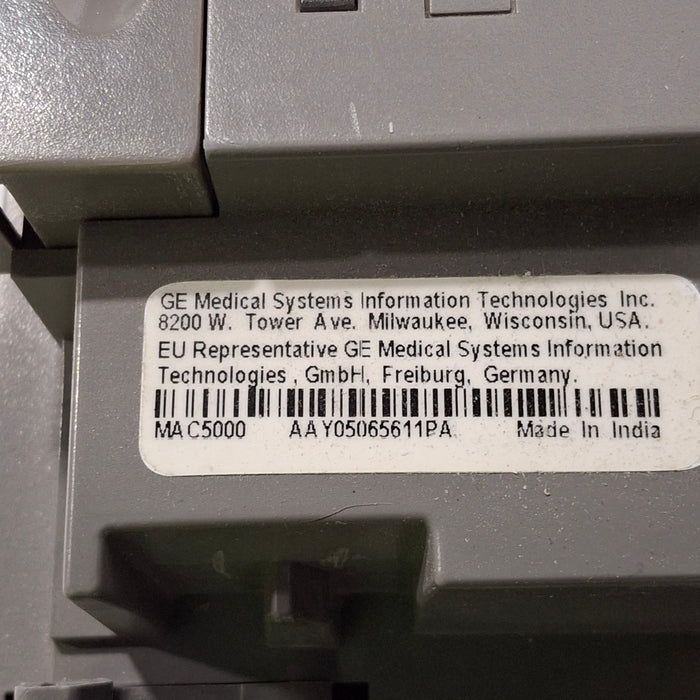 GE Medical Systems Information Technologies Inc.
8200 W. Tower Ave. Milwaukee, Wisconsin, USA.
EU Representative GE Medical Systems Information
Technologies , GmbH, Freiburg, Germany.
MAC5000 AAY05065611PA Made In India